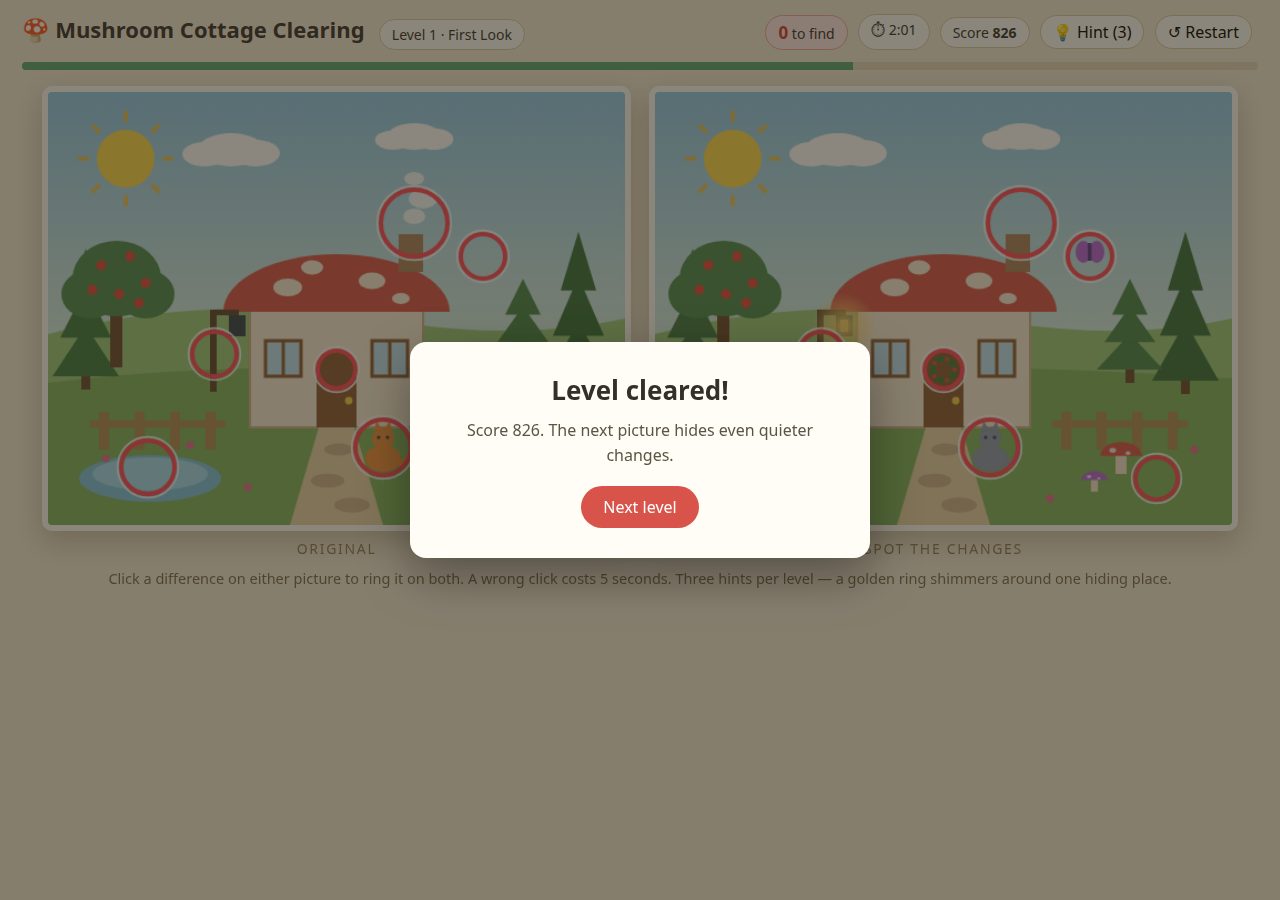 🍄 Mushroom Cottage Clearing
Level 1 · First Look
0 to find
⏱ 2:01
Score 826
💡 Hint (3)
↺ Restart
Level cleared!
Score 826. The next picture hides even quieter
changes.
Next level
ORIGINAL
SPOT THE CHANGES
Click a difference on either picture to ring it on both. A wrong click costs 5 seconds. Three hints per level — a golden ring shimmers around one hiding place.